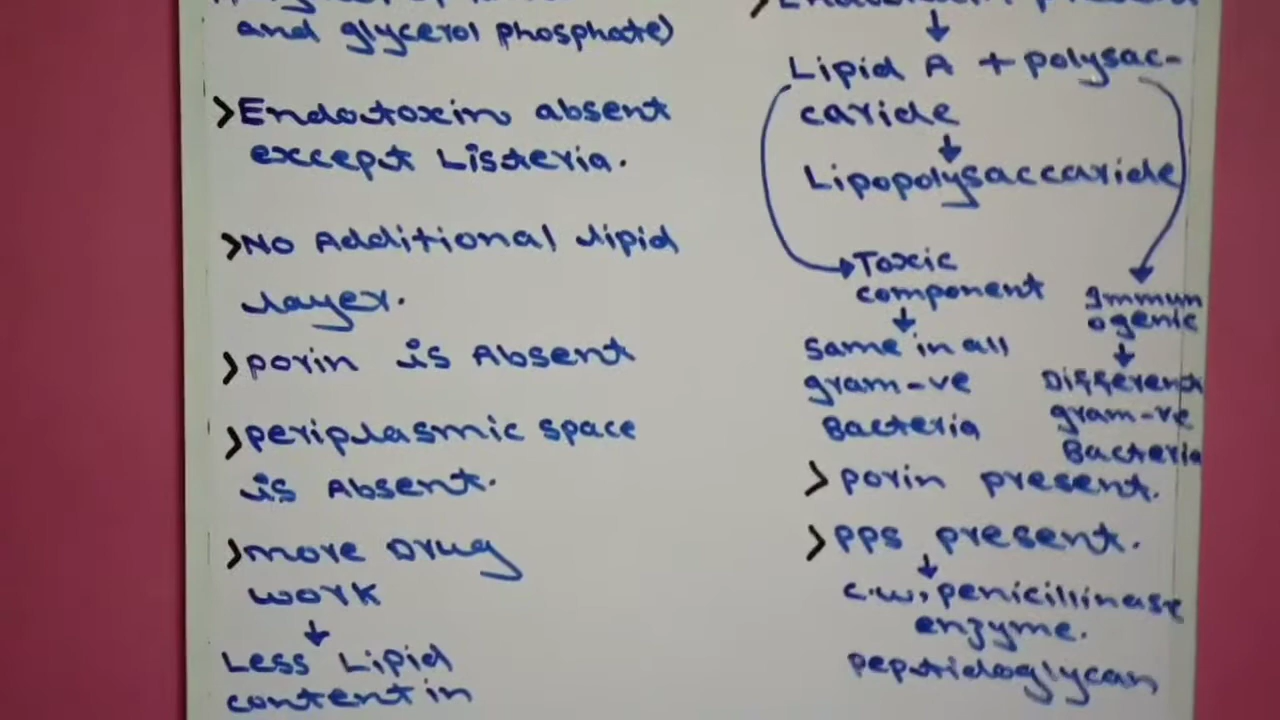 and glycerol phosphate)
>Endotoxin absent
except Listeria.
>No Additional lipid
layer.
>porin is Absent
>periplasmic space
is Absent.
>more Drug
work
↓
Less Lipid
content in
↓
Lipid A + polysac-
caride
↓
Lipopolysaccaride
Toxic
component
↓
same in all
gram-ve
Bacteria
Immun
ogenic
↓
Different
gram-ve
Bacteria
>porin present.
>PPS present.
↓
c.w, penicillinase
enzyme.
peptidoglycan